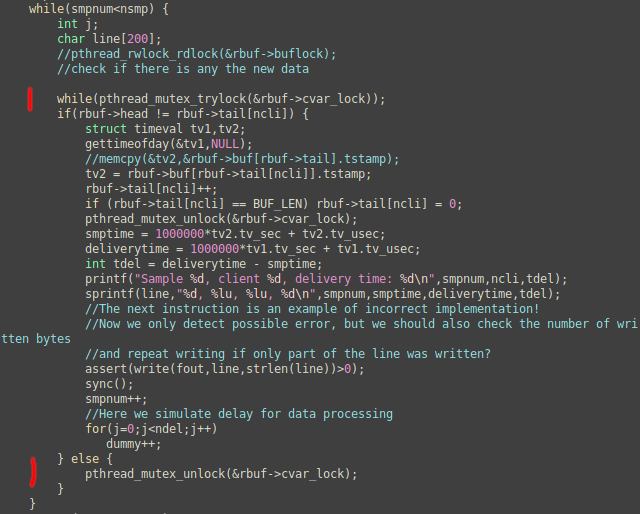 while(smpnum<nsmp) {
int j;
char line[200];
//pthread_rwlock_rdlock(&rbuf->buflock);
//check if there is any the new data
while(pthread_mutex_trylock(&rbuf->cvar_lock));
if(rbuf->head != rbuf->tail[ncli]) {
struct timeval tv1,tv2;
gettimeofday(&tv1,NULL);
//memcpy(&tv2,&rbuf->buf[rbuf->tail].tstamp);
tv2 = rbuf->buf[rbuf->tail[ncli]].tstamp;
rbuf->tail[ncli]++;
if (rbuf->tail[ncli] == BUF_LEN) rbuf->tail[ncli] = 0;
pthread_mutex_unlock(&rbuf->cvar_lock);
smptime = 1000000*tv2.tv_sec + tv2.tv_usec;
deliverytime = 1000000*tv1.tv_sec + tv1.tv_usec;
int tdel = deliverytime - smptime;
printf("Sample %d, client %d, delivery time: %d\n",smpnum,ncli,tdel);
sprintf(line,"%d, %lu, %lu, %d\n",smpnum,smptime,deliverytime,tdel);
//The next instruction is an example of incorrect implementation!
//Now we only detect possible error, but we should also check the number of wri
tten bytes
//and repeat writing if only part of the line was written?
assert(write(fout,line,strlen(line))>0);
sync();
smpnum++;
//Here we simulate delay for data processing
for(j=0;j<ndel;j++)
dummy++;
} else {
pthread_mutex_unlock(&rbuf->cvar_lock);
}
}